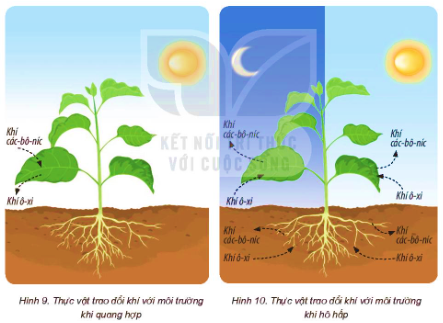 Khí
các-bô-níc
Khí ô-xi
Hình 9. Thực vật trao đổi khí với môi trường
khi quang hợp
KẾT NỐI TRI THỨC
VỚI CUỘC SỐNG
Khí
các-bô-níc
Khí ô-xi
Khí
các-bô-níc
Khí ô-xi
Khí
các-bô-níc
Khí ô-xi
Khí
các-bô-níc
Khí ô-xi
Hình 10. Thực vật trao đổi khí với môi trường
khi hô hấp